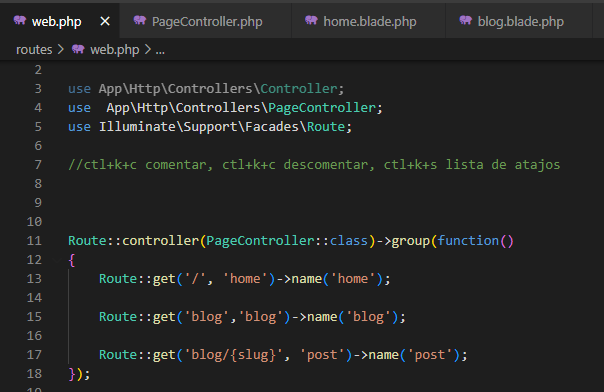 web.php × PageController.php home.blade.php blog.blade.php
routes > web.php > ...
2
3 use App\Http\Controllers\Controller;
4 use  App\Http\Controllers\PageController;
5 use Illuminate\Support\Facades\Route;
6
7 //ctl+k+c comentar, ctl+k+c descomentar, ctl+k+s lista de atajos
8
9
10
11 Route::controller(PageController::class)->group(function()
12 {
13     Route::get('/', 'home')->name('home');
14
15     Route::get('blog','blog')->name('blog');
16
17     Route::get('blog/{slug}', 'post')->name('post');
18 });